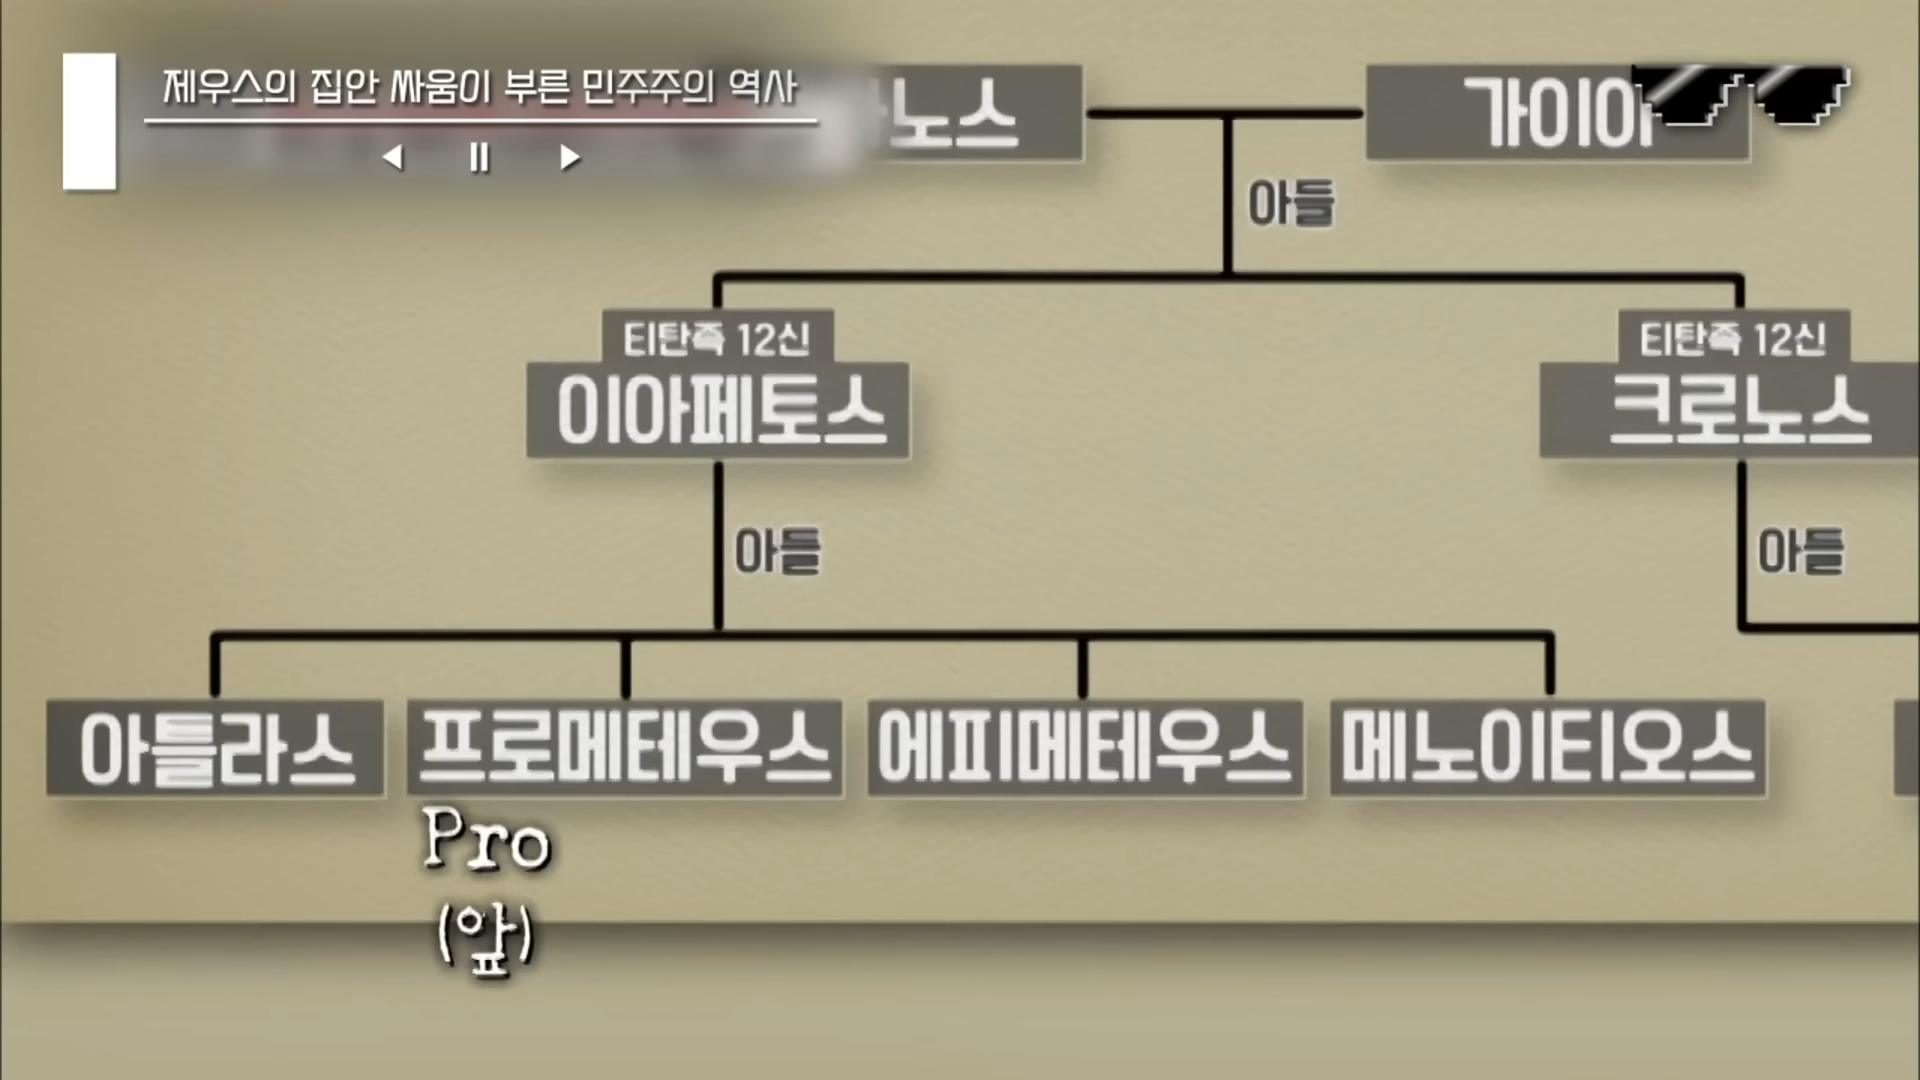 제우스의 집안 싸움이 부른 민주주의 역사
노스
가이아
아들
티탄족 12신
이아페토스
티탄족 12신
크로노스
아들
아들
아틀라스
프로메테우스
에피메테우스
메노이티오스
Pro
(앞)